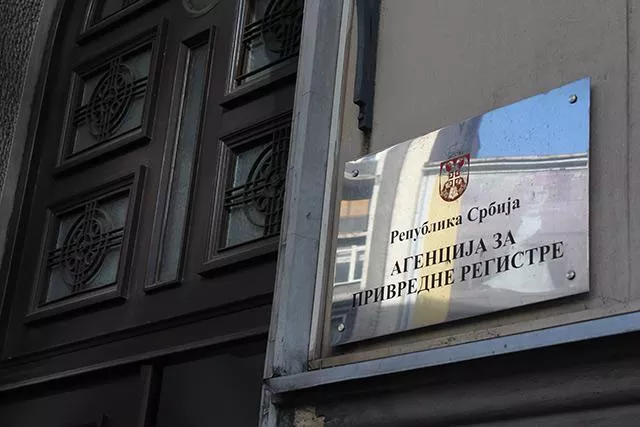 Република Србија
АГЕНЦИЈА ЗА
ПРИВРЕДНЕ РЕГИСТРЕ